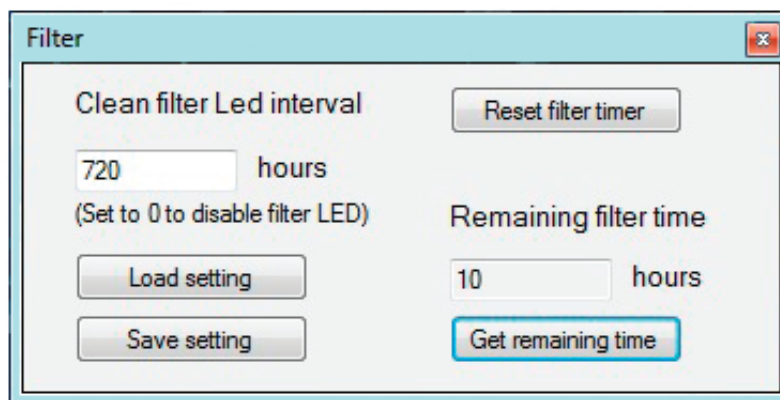 Filter
Clean filter Led interval
720 hours
(Set to 0 to disable filter LED)
Load setting
Save setting
Reset filter timer
Remaining filter time
10 hours
Get remaining time